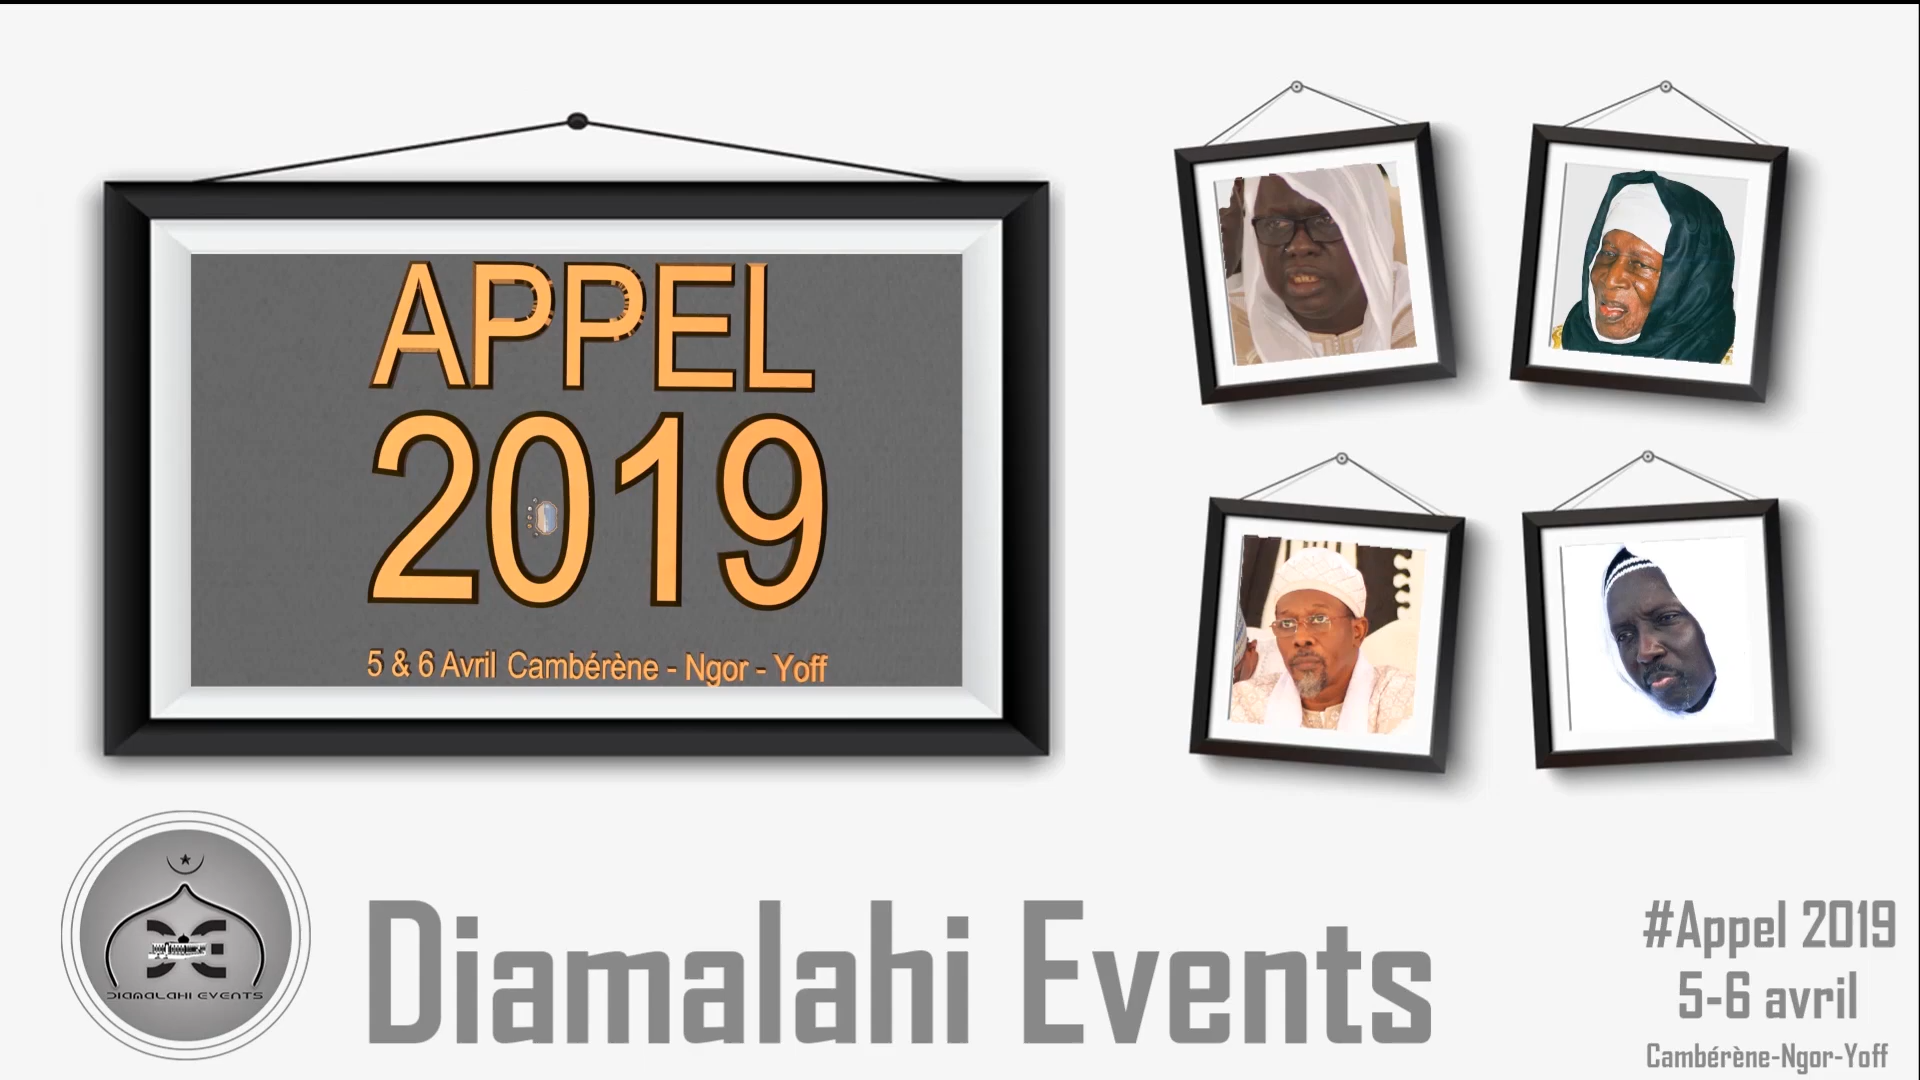 APPEL
2019
5 & 6 Avril Cambérène - Ngor - Yoff
DIAMALAHI EVENTS
Diamalahi Events
#Appel 2019
5-6 avril
Cambérène-Ngor-Yoff